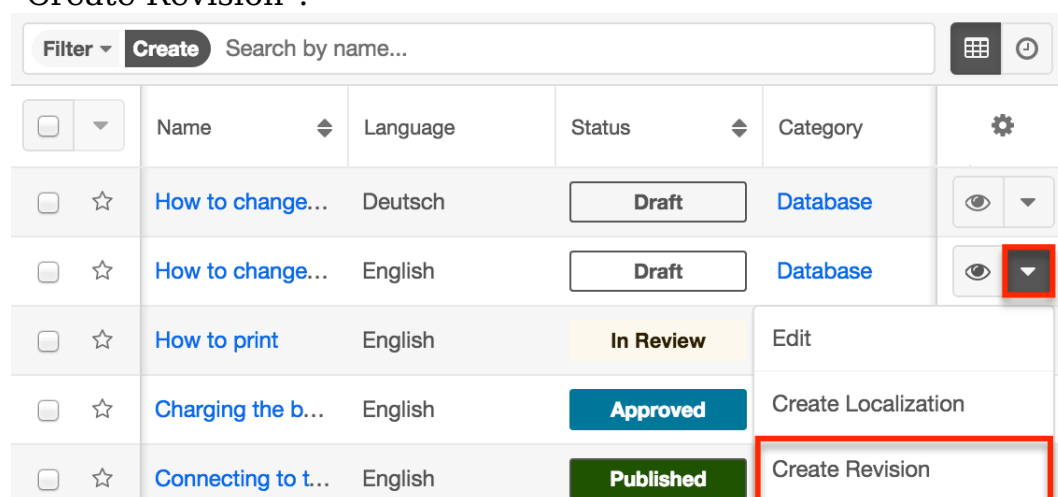 Create Revision".
Filter Create Search by name...
Name Language Status Category
How to change... Deutsch Draft Database
How to change... English Draft Database
How to print English In Review Edit
Charging the b... English Approved Create Localization
Connecting to t... English Published Create Revision